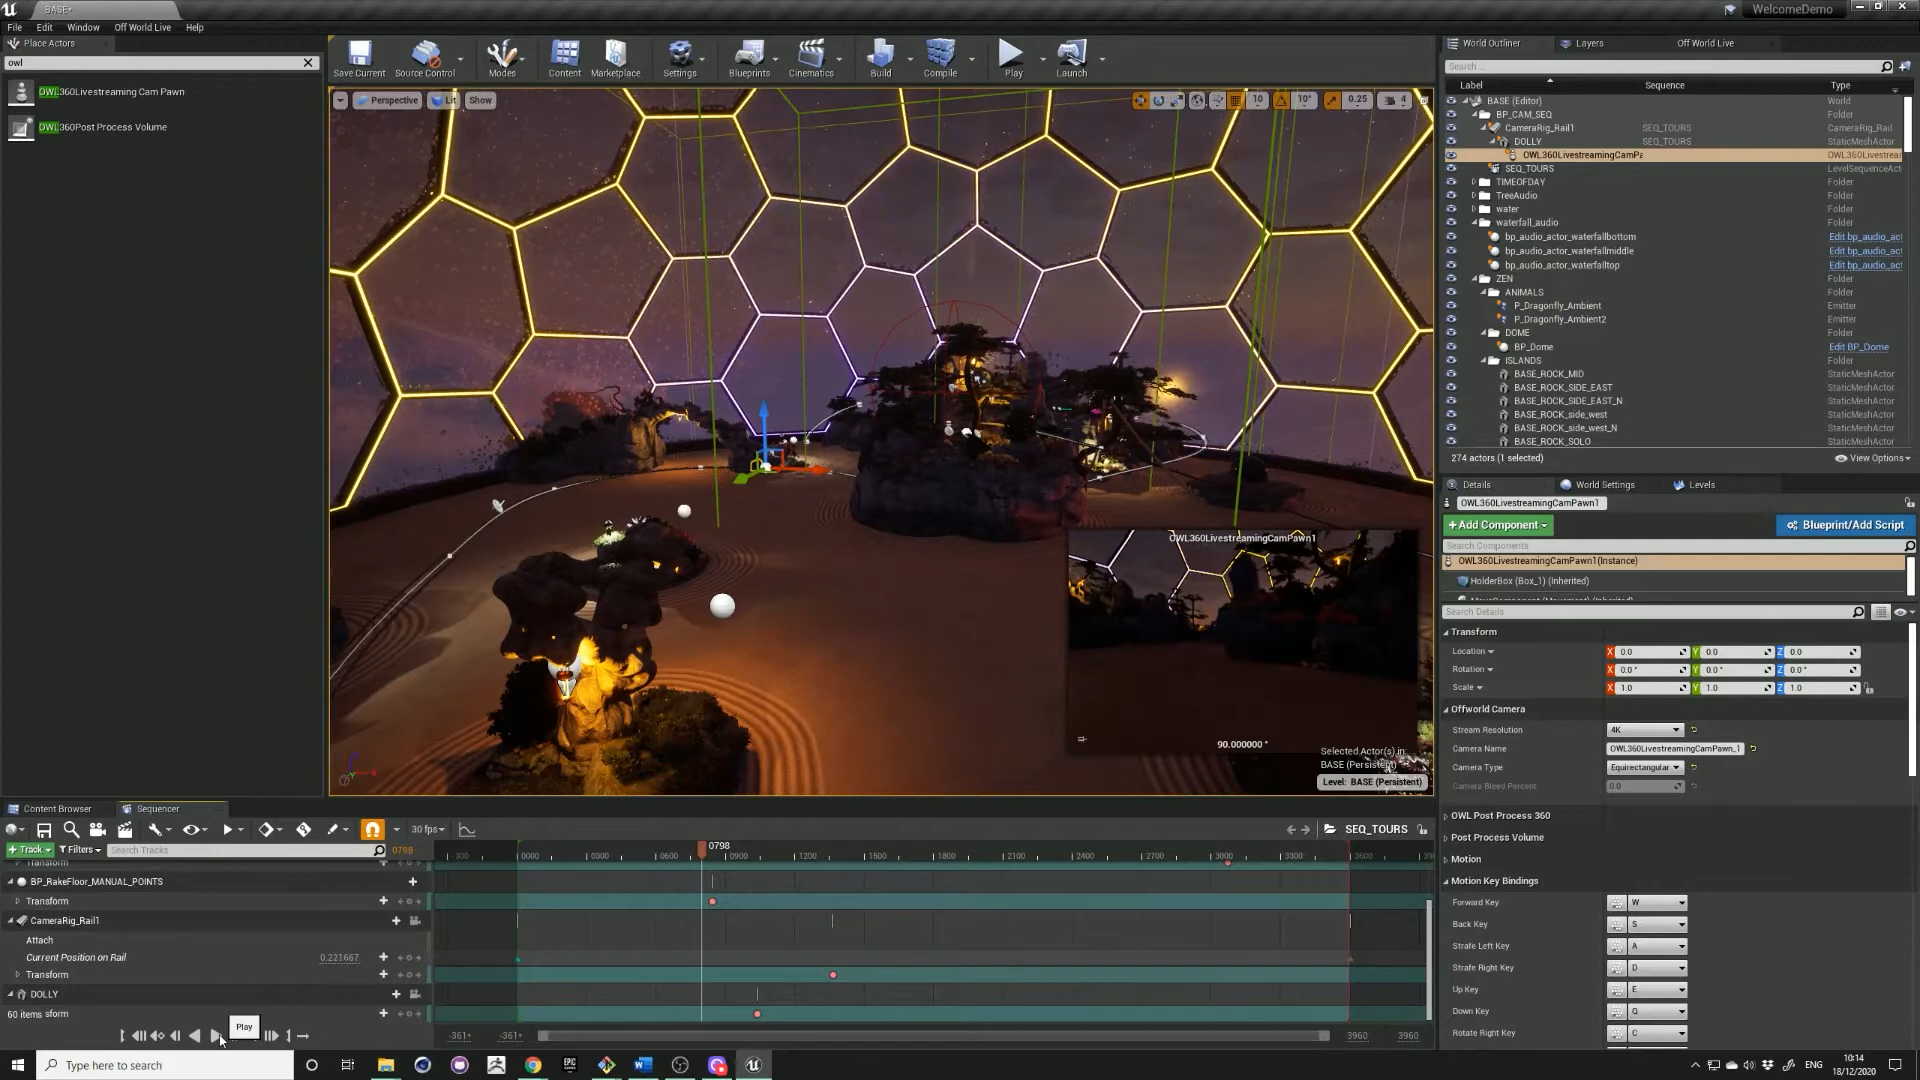 BASE*
WelcomeDemo
File Edit Window Off World Live Help
Place Actors
owl
OWL360Livestreaming Cam Pawn
OWL360Post Process Volume
Save Current
Source Control
Modes
Content
Marketplace
Settings
Blueprints
Cinematics
Build
Compile
Play
Launch
Perspective
Lit
Show
10
10°
0.25
4
OWL360LivestreamingCamPawn1
90.000000 °
Selected Actor(s) in:
BASE (Persistent)
Level: BASE (Persistent)
World Outliner
Layers
Off World Live
Search...
Label Sequence Type
BASE (Editor) World
BP_CAM_SEQ Folder
CameraRig_Rail1 SEQ_TOURS CameraRig_Rail
DOLLY SEQ_TOURS StaticMeshActor
OWL360LivestreamingCamPa OWL360Livestrear
SEQ_TOURS LevelSequenceAct
TIMEOFDAY Folder
TreeAudio Folder
water Folder
waterfall_audio Folder
bp_audio_actor_waterfallbottom Edit bp_audio_act
bp_audio_actor_waterfallmiddle Edit bp_audio_act
bp_audio_actor_waterfalltop Edit bp_audio_act
ZEN Folder
ANIMALS Folder
P_Dragonfly_Ambient Emitter
P_Dragonfly_Ambient2 Emitter
DOME Folder
BP_Dome Edit BP_Dome
ISLANDS Folder
BASE_ROCK_MID StaticMeshActor
BASE_ROCK_SIDE_EAST StaticMeshActor
BASE_ROCK_SIDE_EAST_N StaticMeshActor
BASE_ROCK_side_west StaticMeshActor
BASE_ROCK_side_west_N StaticMeshActor
BASE_ROCK_SOLO StaticMeshActor
274 actors (1 selected) View Options
Details
World Settings
Levels
OWL360LivestreamingCamPawn1
+Add Component
Blueprint/Add Script
Search Components
OWL360LivestreamingCamPawn1(Instance)
HolderBox (Box_1) (Inherited)
Search Details
Transform
Location X 0.0 Y 0.0 Z 0.0
Rotation X 0.0 ° Y 0.0 ° Z 0.0 °
Scale X 1.0 Y 1.0 Z 1.0
Offworld Camera
Stream Resolution 4K
Camera Name OWL360LivestreamingCamPawn_1
Camera Type Equirectangular
Camera Bleed Percent 0.0
OWL Post Process 360
Post Process Volume
Motion
Motion Key Bindings
Forward Key W
Back Key S
Strafe Left Key A
Strafe Right Key D
Up Key E
Down Key Q
Rotate Right Key C
Content Browser
Sequencer
30 fps
SEQ_TOURS
+ Track
Filters
Search Tracks
0798
0798
-300 0000 0300 0600 0900 1200 1500 1800 2100 2400 2700 3000 3300 3600
Transform
BP_RakeFloor_MANUAL_POINTS
Transform
CameraRig_Rail1
Attach
Current Position on Rail 0.221667
Transform
DOLLY
60 items sform
Play
-361+ -361+ 3960 3960
Type here to search
ENG
10:14
18/12/2020